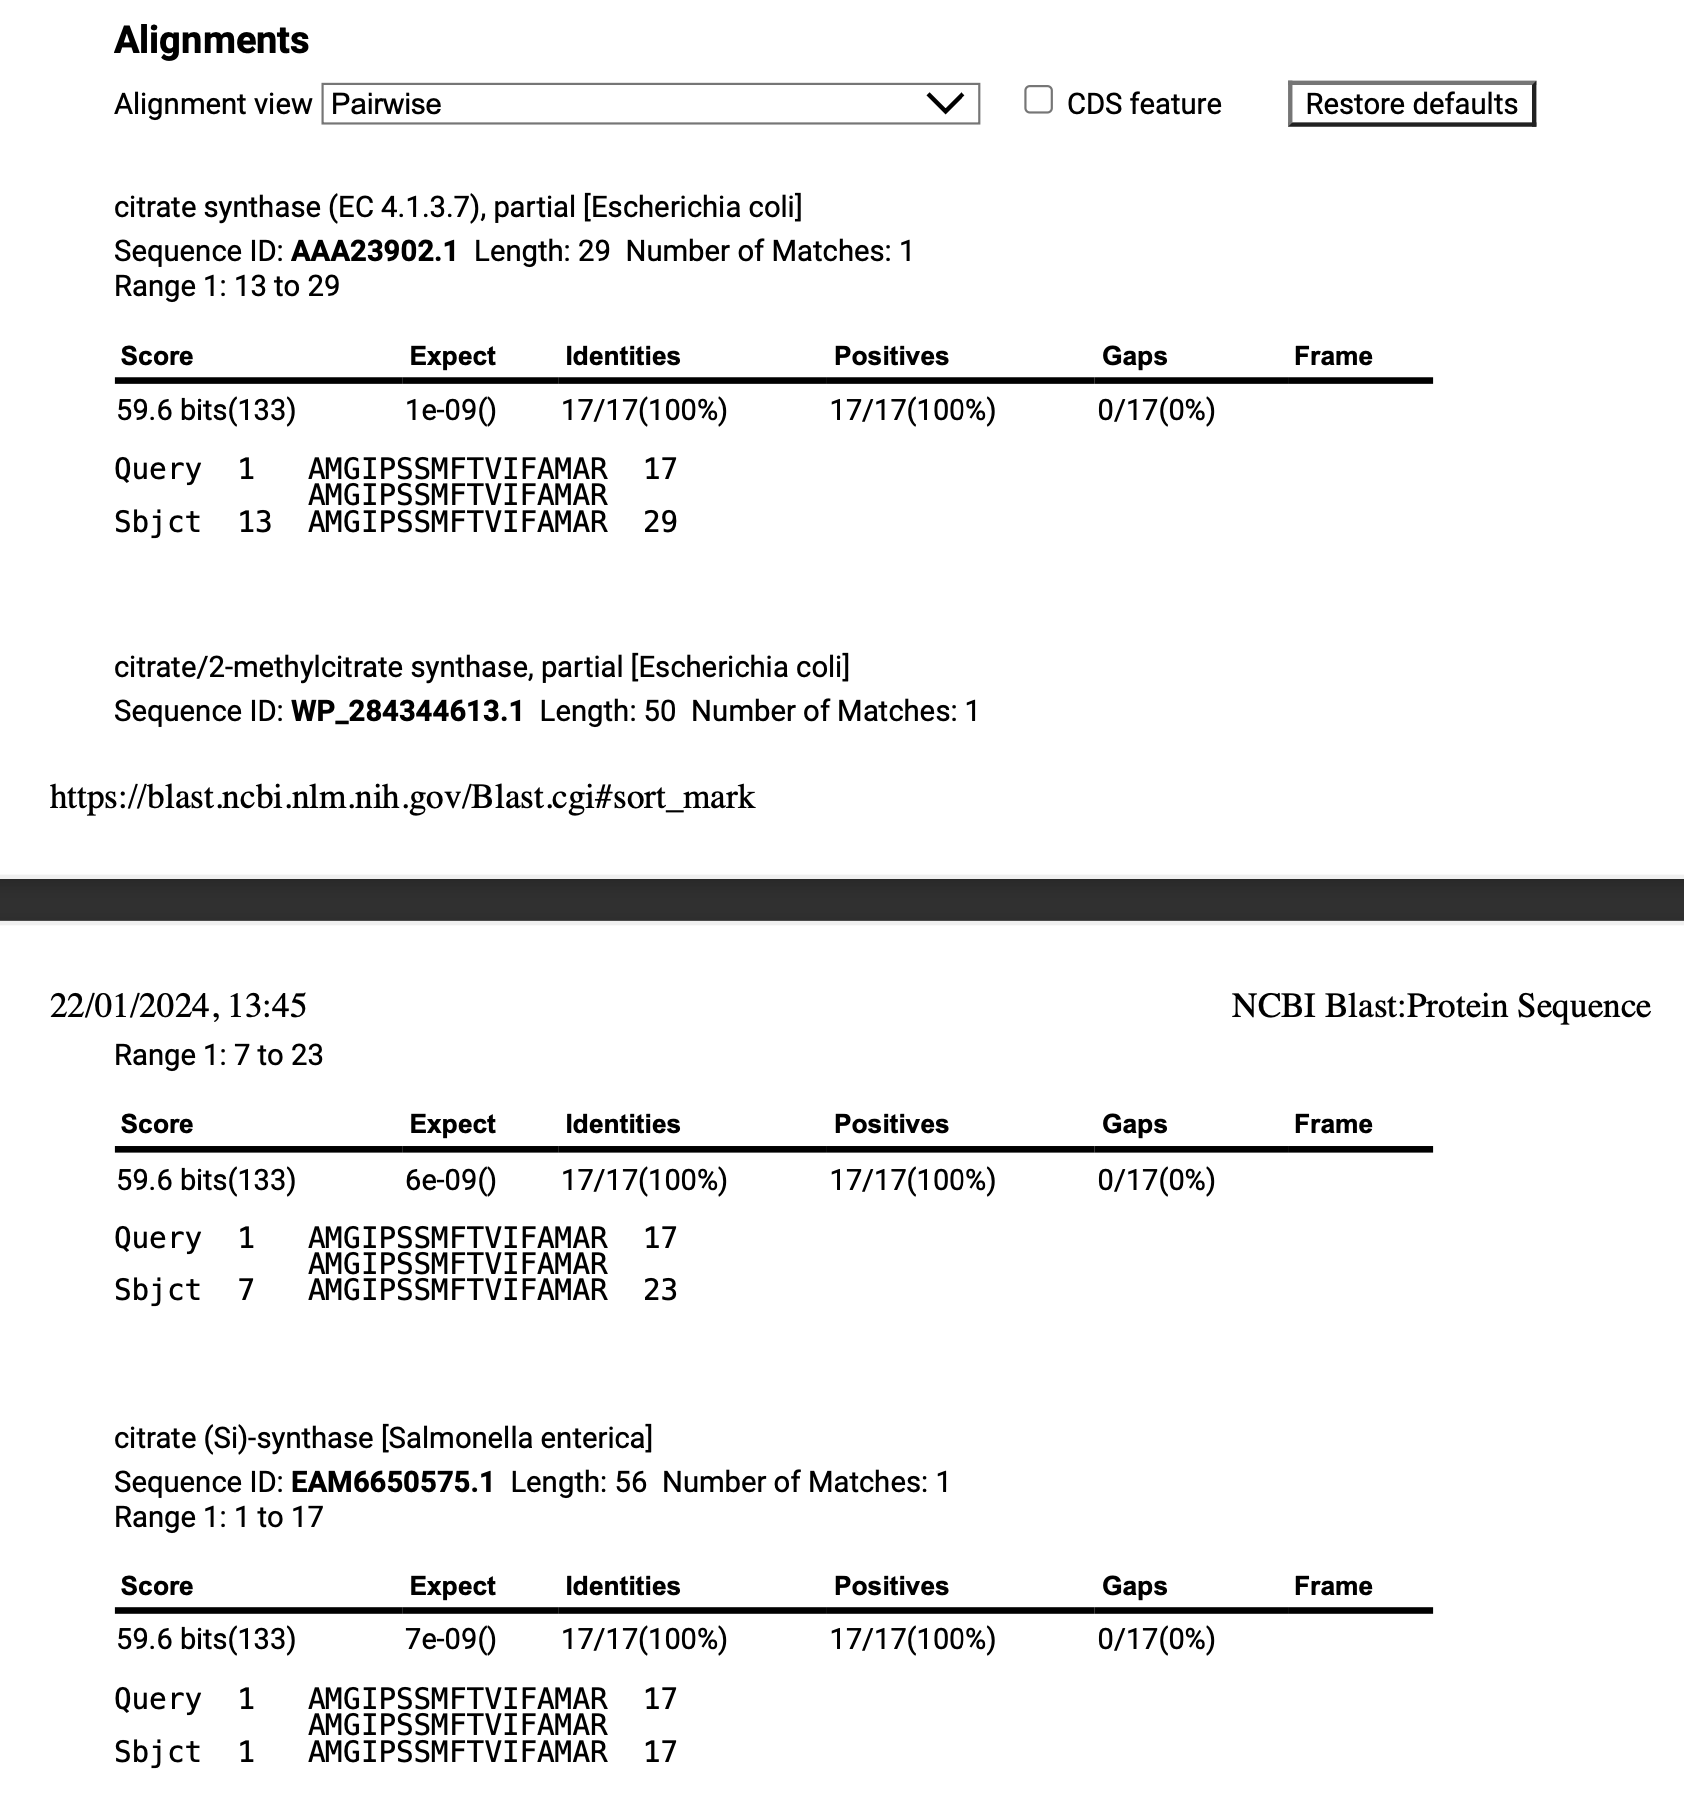 Alignments
Alignment view Pairwise CDS feature Restore defaults
citrate synthase (EC 4.1.3.7), partial [Escherichia coli]
Sequence ID: AAA23902.1 Length: 29 Number of Matches: 1
Range 1: 13 to 29
Score Expect Identities Positives Gaps Frame
59.6 bits(133) 1e-09() 17/17(100%) 17/17(100%) 0/17(0%)
Query 1 AMGIPSSMFTVIFAMAR 17
AMGIPSSMFTVIFAMAR
Sbjct 13 AMGIPSSMFTVIFAMAR 29
citrate/2-methylcitrate synthase, partial [Escherichia coli]
Sequence ID: WP_284344613.1 Length: 50 Number of Matches: 1
https://blast.ncbi.nlm.nih.gov/Blast.cgi#sort_mark
22/01/2024, 13:45 NCBI Blast:Protein Sequence
Range 1: 7 to 23
Score Expect Identities Positives Gaps Frame
59.6 bits(133) 6e-09() 17/17(100%) 17/17(100%) 0/17(0%)
Query 1 AMGIPSSMFTVIFAMAR 17
AMGIPSSMFTVIFAMAR
Sbjct 7 AMGIPSSMFTVIFAMAR 23
citrate (Si)-synthase [Salmonella enterica]
Sequence ID: EAM6650575.1 Length: 56 Number of Matches: 1
Range 1: 1 to 17
Score Expect Identities Positives Gaps Frame
59.6 bits(133) 7e-09() 17/17(100%) 17/17(100%) 0/17(0%)
Query 1 AMGIPSSMFTVIFAMAR 17
AMGIPSSMFTVIFAMAR
Sbjct 1 AMGIPSSMFTVIFAMAR 17